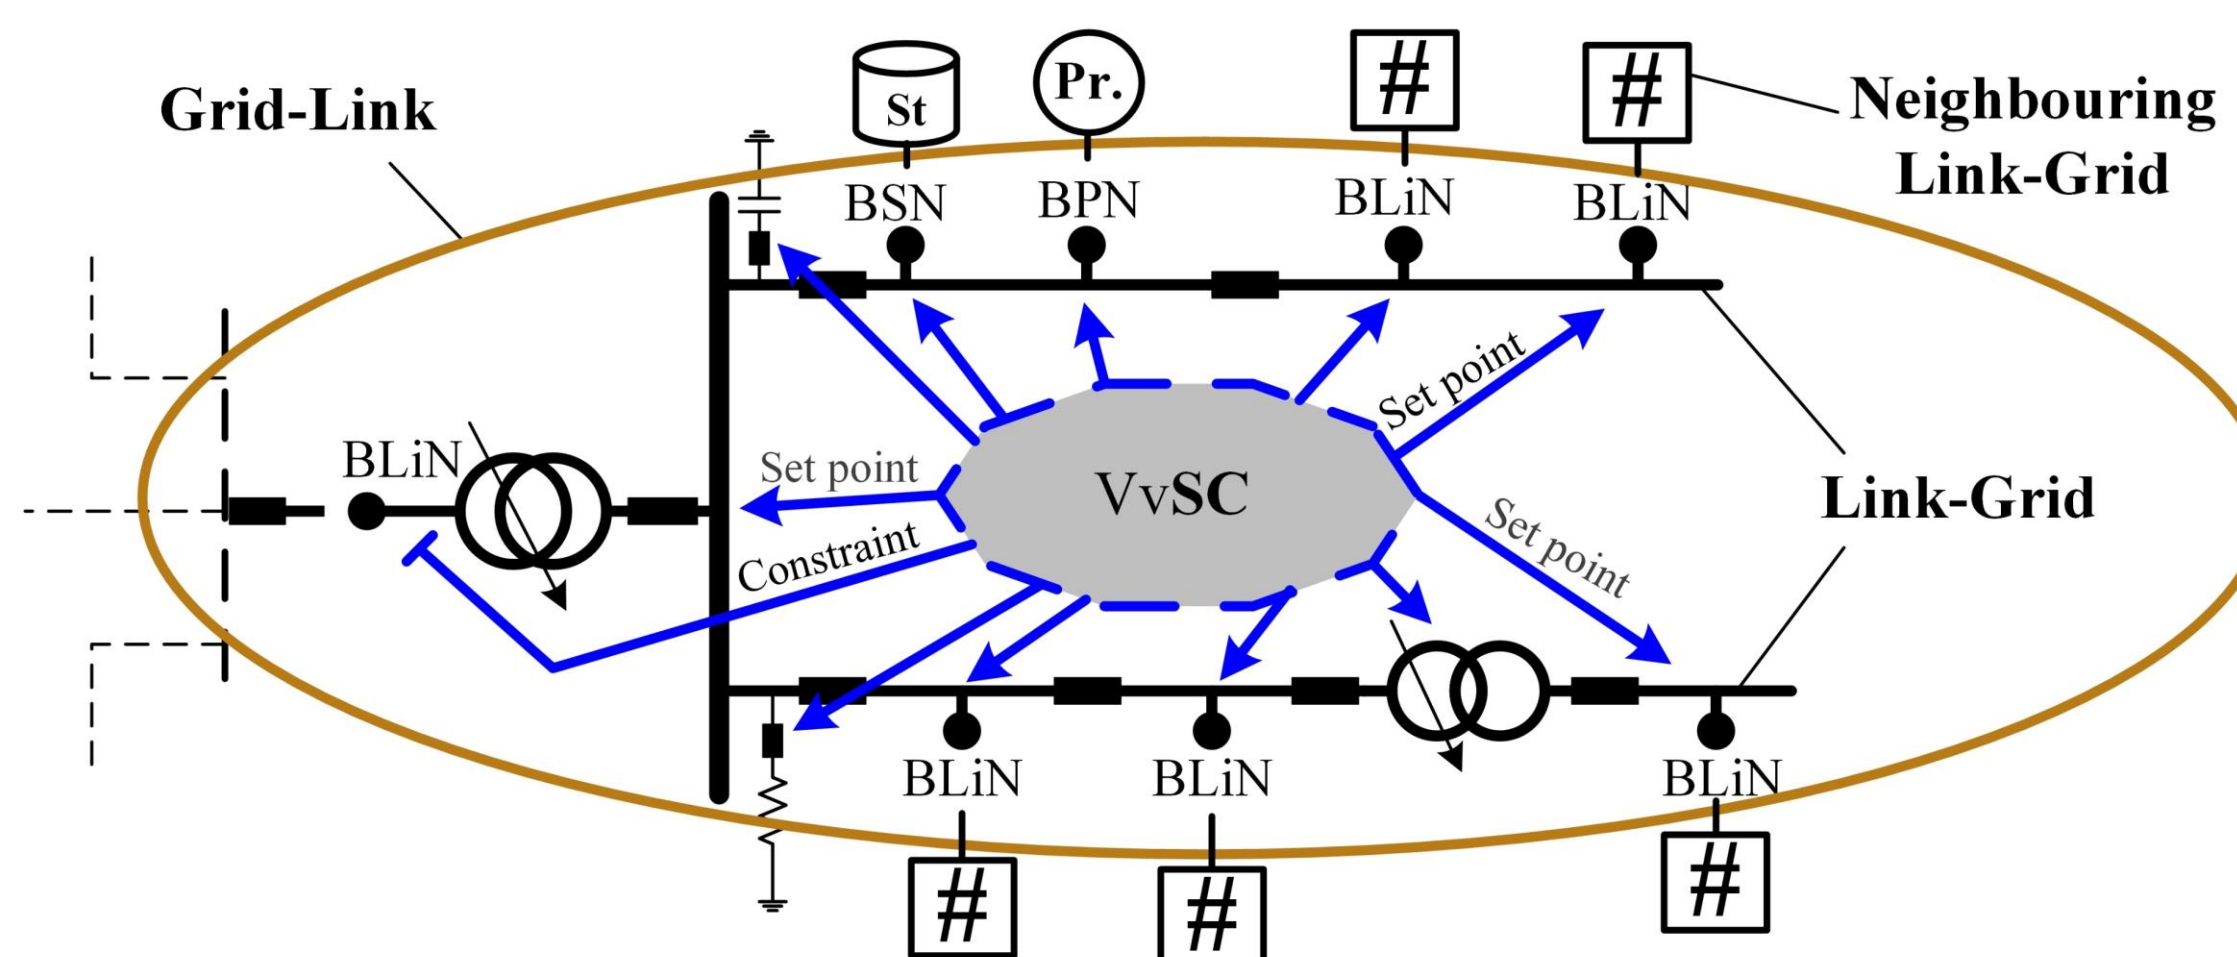 St
Pr.
#
#
Grid-Link
Neighbouring
Link-Grid
BSN
BPN
BLiN
BLiN
Set point
BLiN
Set point
VvSC
Link-Grid
Set point
Constraint
BLiN
BLiN
BLiN
#
#
#